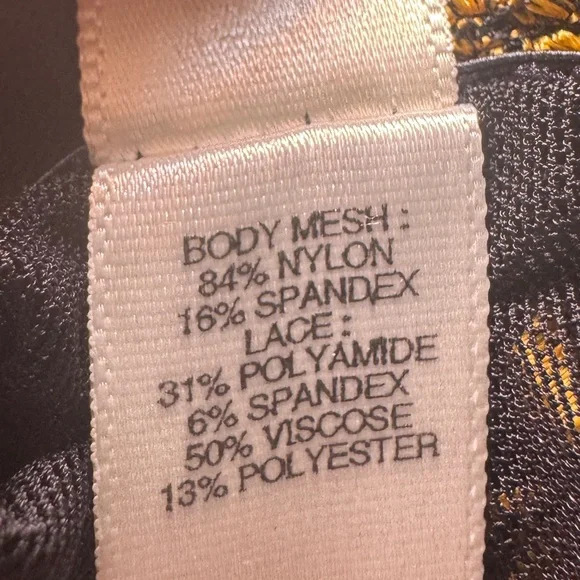 BODY MESH :
84% NYLON
16% SPANDEX
LACE :
31% POLYAMIDE
6% SPANDEX
50% VISCOSE
13% POLYESTER